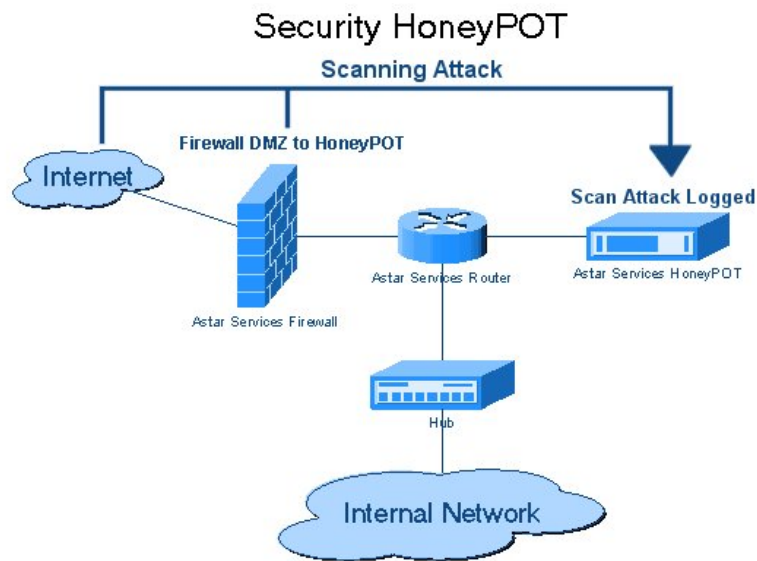 Security HoneyPOT
Scanning Attack
Firewall DMZ to HoneyPOT
Internet
Scan Attack Logged
Astar Services Router
Astar Services HoneyPOT
Astar Services Firewall
Hub
Internal Network